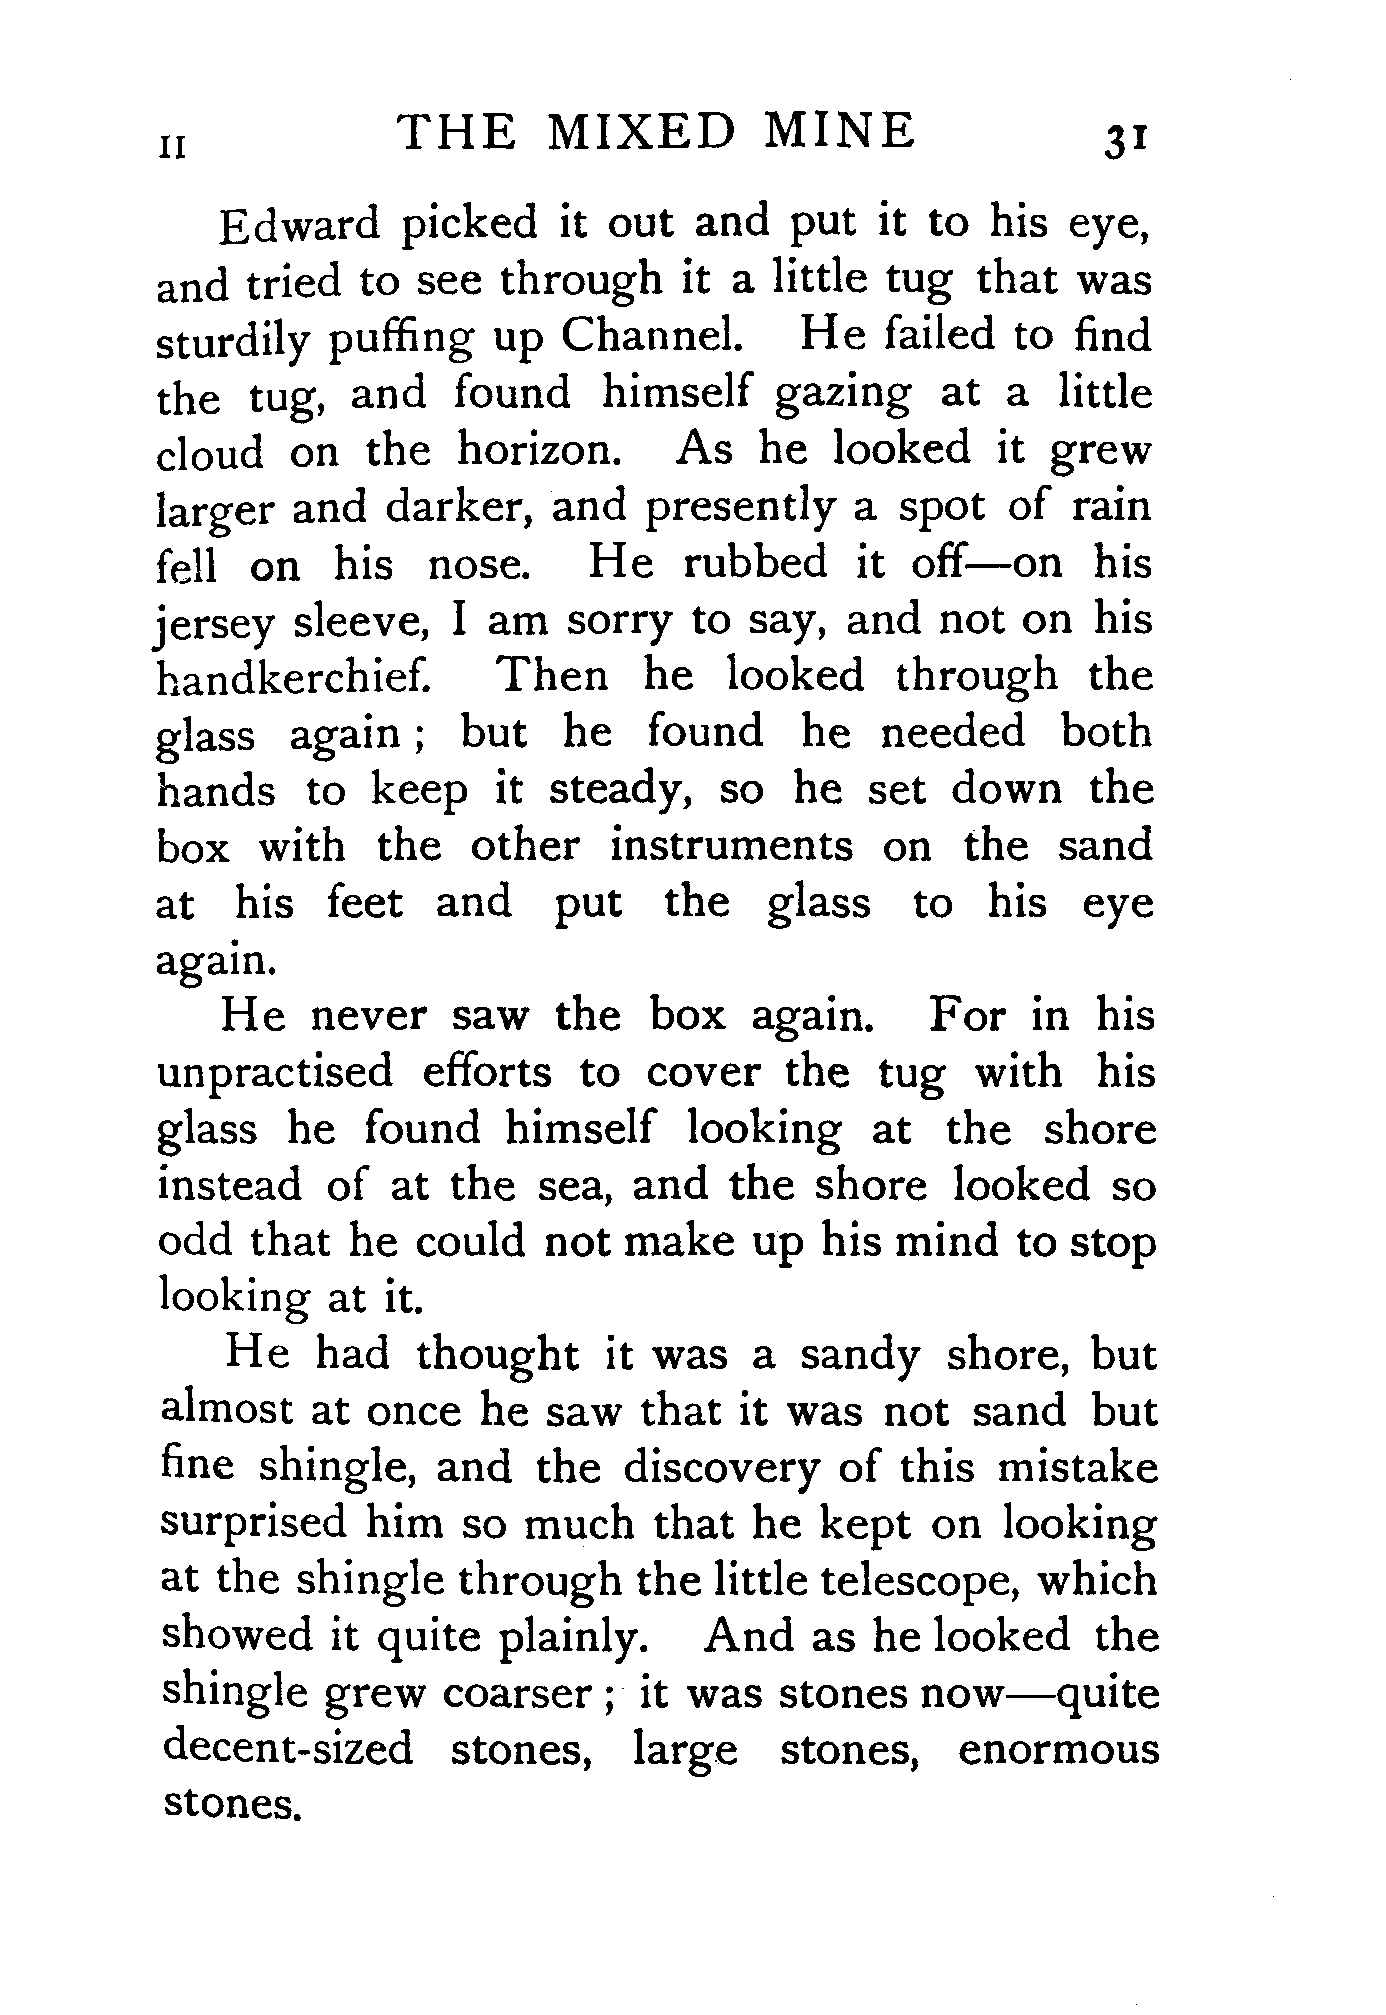 II THE MIXED MINE 31
Edward picked it out and put it to his eye,
and tried to see through it a little tug that was
sturdily puffing up Channel. He failed to find
the tug, and found himself gazing at a little
cloud on the horizon. As he looked it grew
larger and darker, and presently a spot of rain
fell on his nose. He rubbed it off—on his
jersey sleeve, I am sorry to say, and not on his
handkerchief. Then he looked through the
glass again ; but he found he needed both
hands to keep it steady, so he set down the
box with the other instruments on the sand
at his feet and put the glass to his eye
again.
He never saw the box again. For in his
unpractised efforts to cover the tug with his
glass he found himself looking at the shore
instead of at the sea, and the shore looked so
odd that he could not make up his mind to stop
looking at it.
He had thought it was a sandy shore, but
almost at once he saw that it was not sand but
fine shingle, and the discovery of this mistake
surprised him so much that he kept on looking
at the shingle through the little telescope, which
showed it quite plainly. And as he looked the
shingle grew coarser ; it was stones now—quite
decent-sized stones, large stones, enormous
stones.